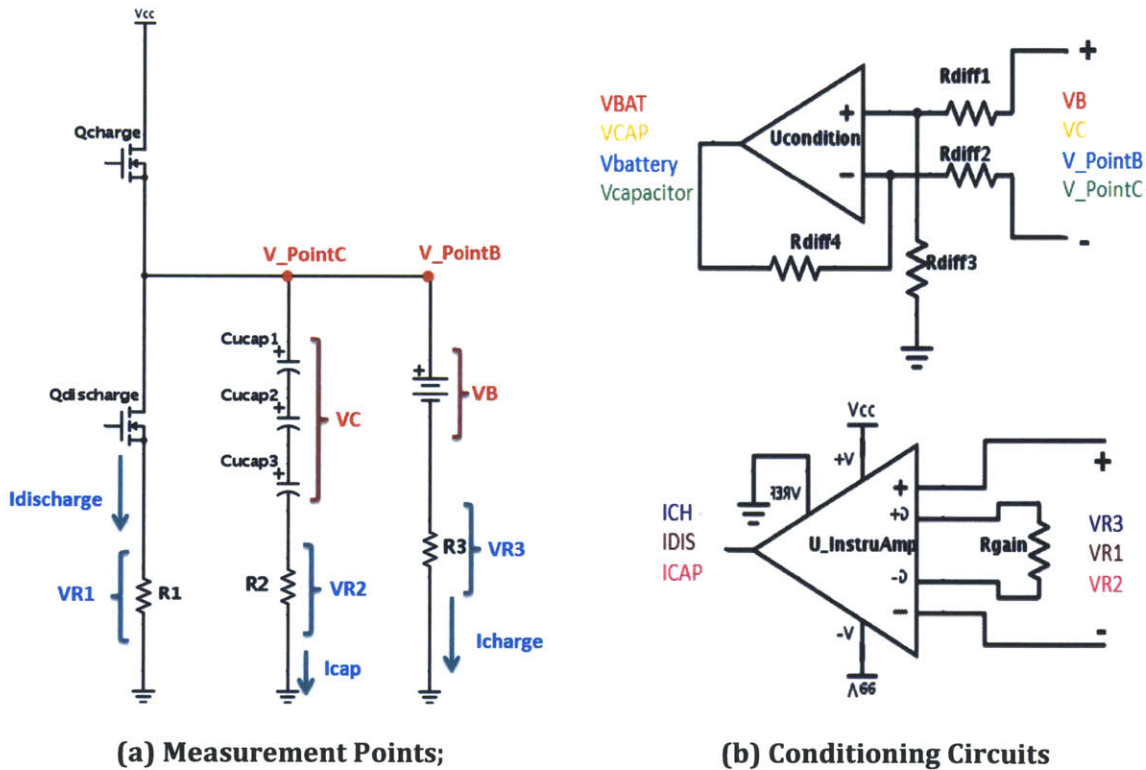 Vcc
Qcharge
V_PointC
V_PointB
Cucap1
+
Qdischarge
Cucap2
+
VC
+
VB
Cucap3
+
Idischarge
VR1
R1
R2
VR2
R3
VR3
Icap
Icharge
(a) Measurement Points;
VBAT
VCAP
Vbattery
Vcapacitor
+
Ucondition
−
Rdiff1
Rdiff2
Rdiff4
Rdiff3
+
VB
VC
V_PointB
V_PointC
-
Vcc
+V
VREF
ICH
IDIS
ICAP
U_InstruAmp
+
G+
G-
−
Rgain
+
VR3
VR1
VR2
-
-V
(b) Conditioning Circuits